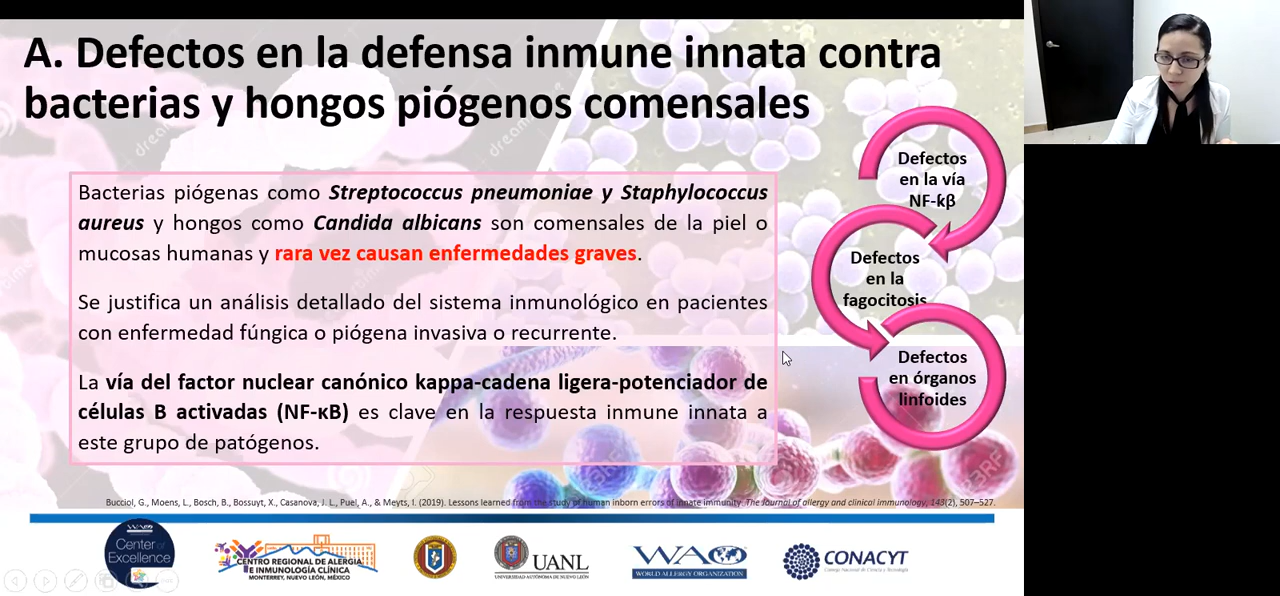 A. Defectos en la defensa inmune innata contra
bacterias y hongos piógenos comensales
Bacterias piógenas como Streptococcus pneumoniae y Staphylococcus
aureus y hongos como Candida albicans son comensales de la piel o
mucosas humanas y rara vez causan enfermedades graves.
Se justifica un análisis detallado del sistema inmunológico en pacientes
con enfermedad fúngica o piógena invasiva o recurrente.
La vía del factor nuclear canónico kappa-cadena ligera-potenciador de
células B activadas (NF-κB) es clave en la respuesta inmune innata a
este grupo de patógenos.
Defectos
en la vía
NF-κβ
Defectos
en la
fagocitosis
Defectos
en órganos
linfoides
Bucciol, G., Moens, L., Bosch, B., Bossuyt, X., Casanova, J. L., Puel, A., & Meyts, I. (2019). Lessons learned from the study of human inborn errors of innate immunity. The Journal of allergy and clinical immunology, 143(2), 507–527.
WAO
Center of
Excellence
CENTRO REGIONAL DE ALERGIA
E INMUNOLOGÍA CLÍNICA
MONTERREY, NUEVO LEÓN, MÉXICO
UANL
UNIVERSIDAD AUTÓNOMA DE NUEVO LEÓN
WAO
WORLD ALLERGY ORGANIZATION
CONACYT
Consejo Nacional de Ciencia y Tecnología